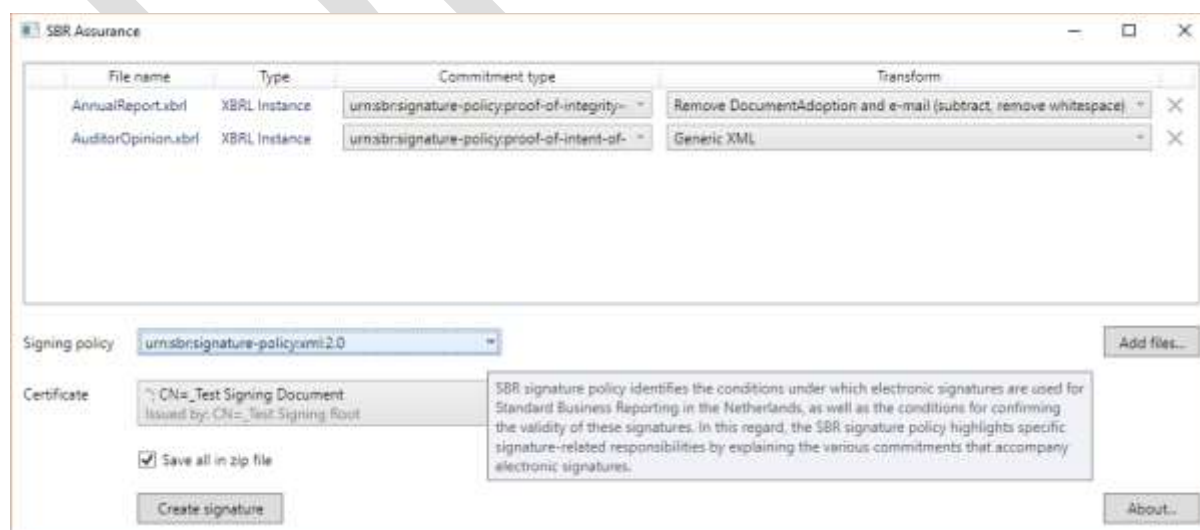 SBR Assurance
File name Type Commitment type Transform
AnnualReport.xbrl XBRL Instance urn:sbr:signature-policy:proof-of-integrity- Remove DocumentAdoption and e-mail (subtract, remove whitespace)
AuditorOpinion.xbrl XBRL Instance urn:sbr:signature-policy:proof-of-intent-of- Generic XML
Signing policy urn:sbr:signature-policy:xml:2.0 Add files...
Certificate CN=_Test Signing Document
Issued by: CN=_Test Signing Root
SBR signature policy identifies the conditions under which electronic signatures are used for
Standard Business Reporting in the Netherlands, as well as the conditions for confirming
the validity of these signatures. In this regard, the SBR signature policy highlights specific
signature-related responsibilities by explaining the various commitments that accompany
electronic signatures.
Save all in zip file
Create signature About...